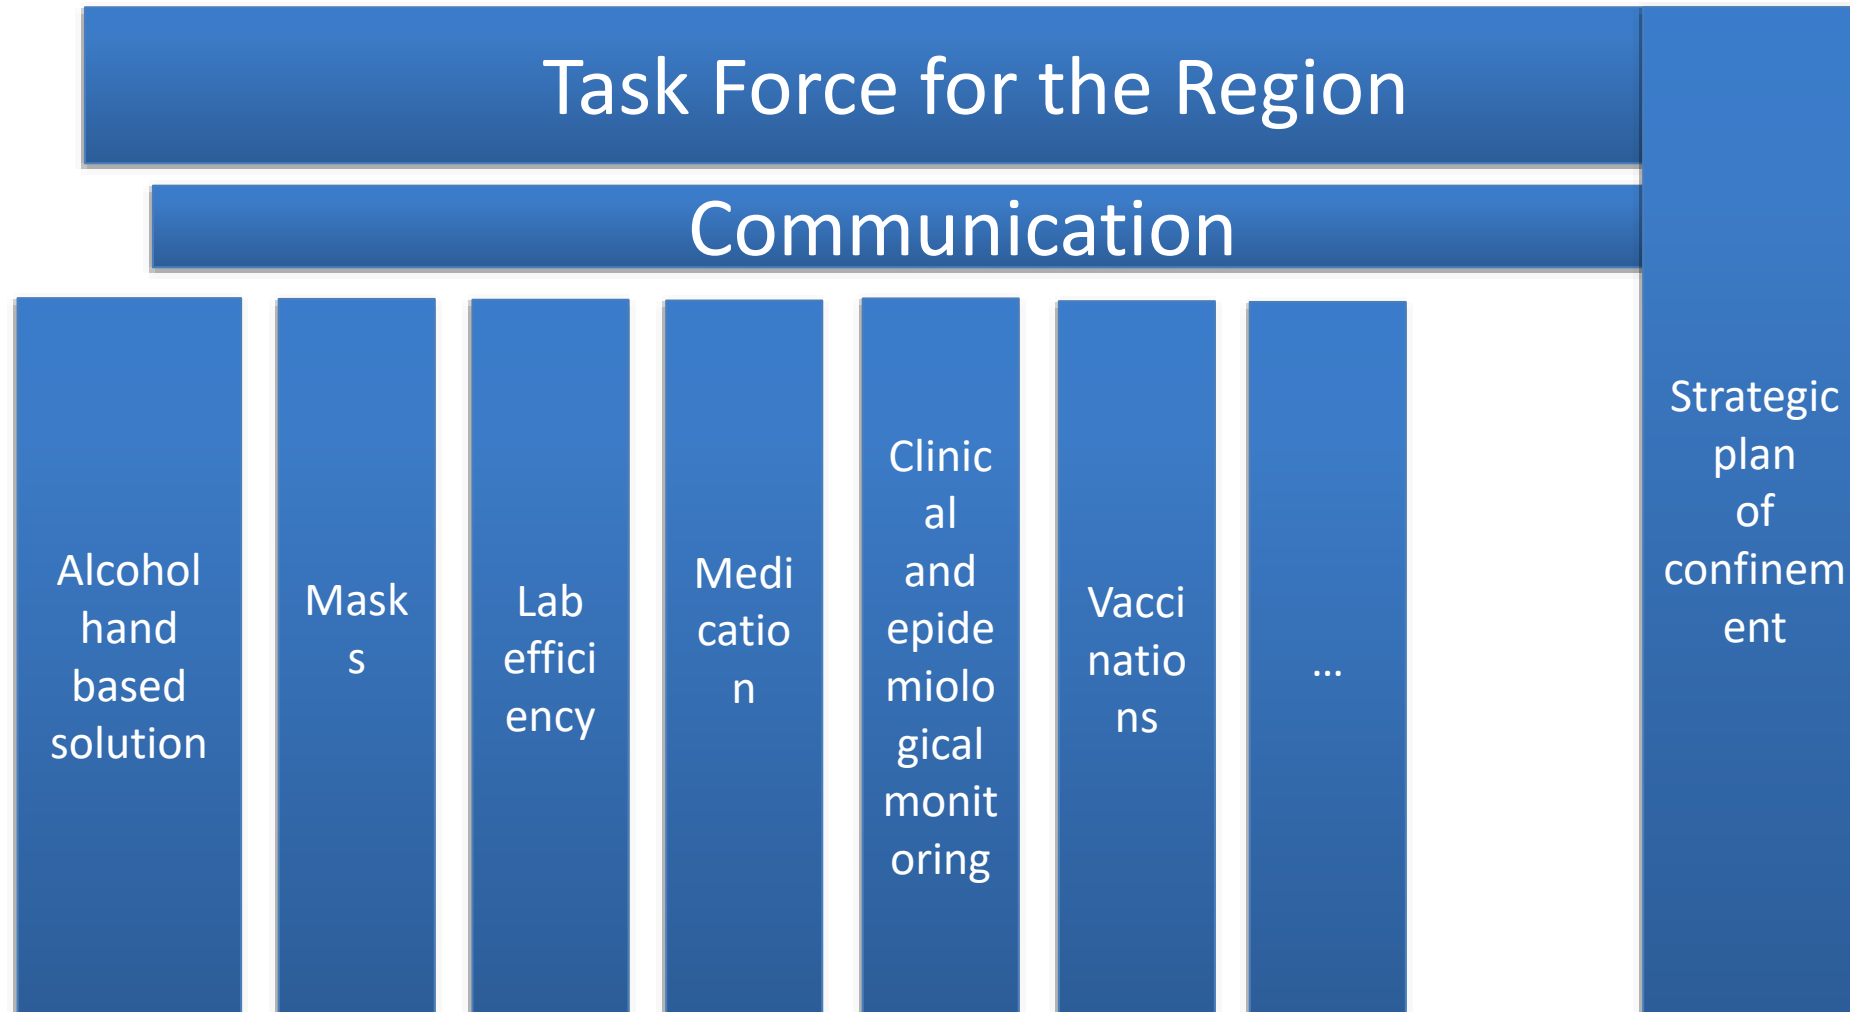 Task Force for the Region
Communication
Alcohol
hand
based
solution
Mask
s
Lab
effici
ency
Medi
catio
n
Clinic
al
and
epide
miolo
gical
monit
oring
Vacci
natio
ns
...
Strategic
plan
of
confinem
ent